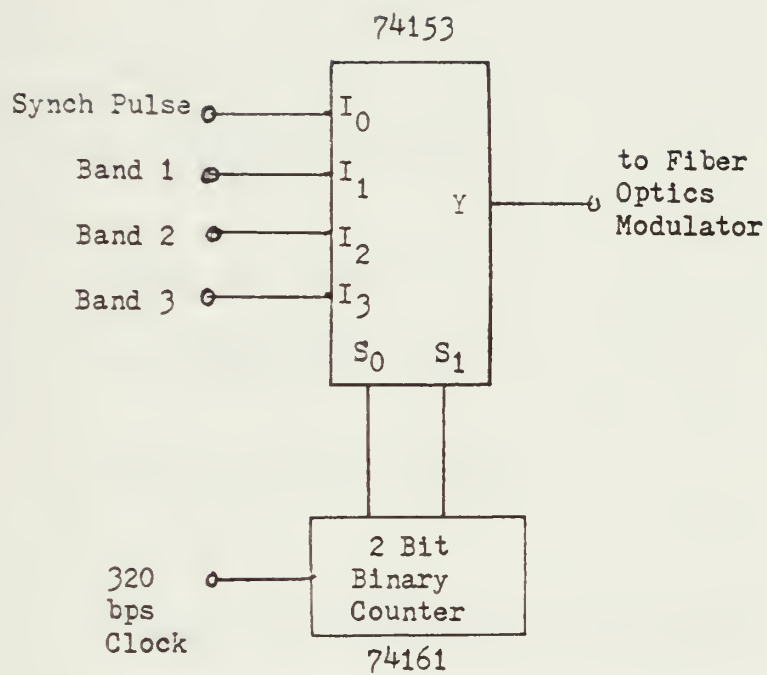 74153
Synch Pulse
I0
Band 1
I1
Band 2
I2
Band 3
I3
Y
to Fiber
Optics
Modulator
S0 S1
2 Bit
Binary
Counter
320
bps
Clock
74161